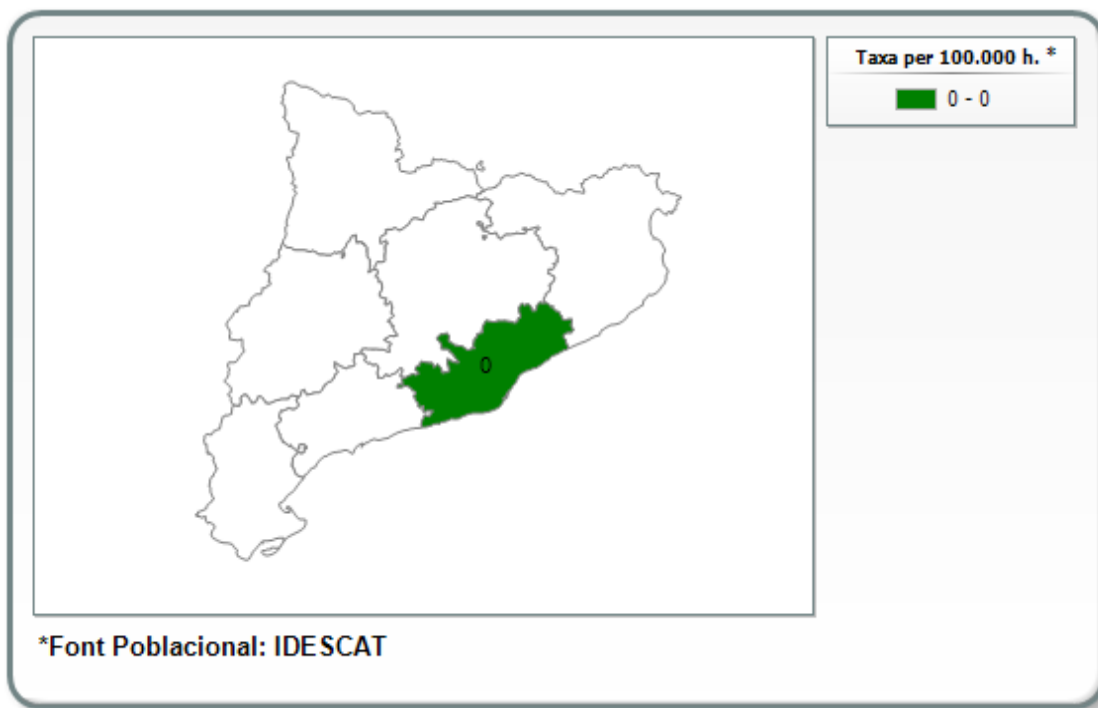 Taxa per 100.000 h. *
0 - 0
0
*Font Poblacional: IDESCAT